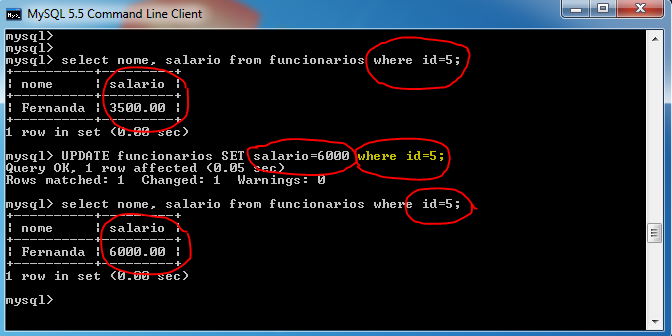 MySQL 5.5 Command Line Client
mysql>
mysql>
mysql> select nome, salario from funcionarios where id=5;
+----------+---------+
| nome | salario |
+----------+---------+
| Fernanda | 3500.00 |
+----------+---------+
1 row in set (0.00 sec)
mysql> UPDATE funcionarios SET salario=6000 where id=5;
Query OK, 1 row affected (0.05 sec)
Rows matched: 1 Changed: 1 Warnings: 0
mysql> select nome, salario from funcionarios where id=5;
+----------+---------+
| nome | salario |
+----------+---------+
| Fernanda | 6000.00 |
+----------+---------+
1 row in set (0.00 sec)
mysql>